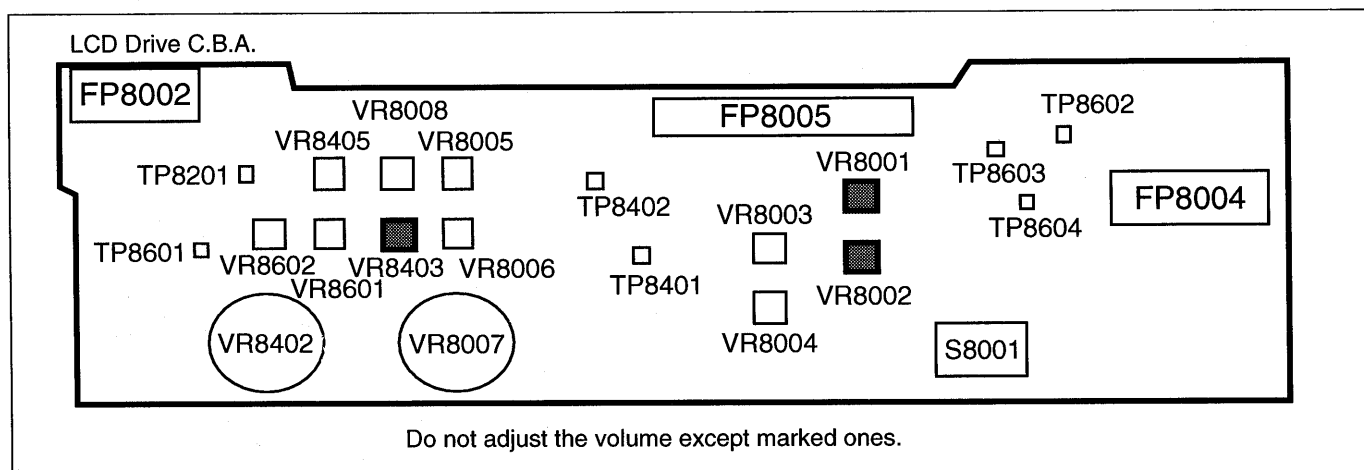 LCD Drive C.B.A.
FP8002
VR8008
FP8005
TP8602
VR8405
VR8005
TP8201
VR8001
TP8603
FP8004
TP8402
VR8003
TP8604
TP8601
VR8602
VR8403
VR8006
VR8601
TP8401
VR8002
VR8402
VR8007
VR8004
S8001
Do not adjust the volume except marked ones.